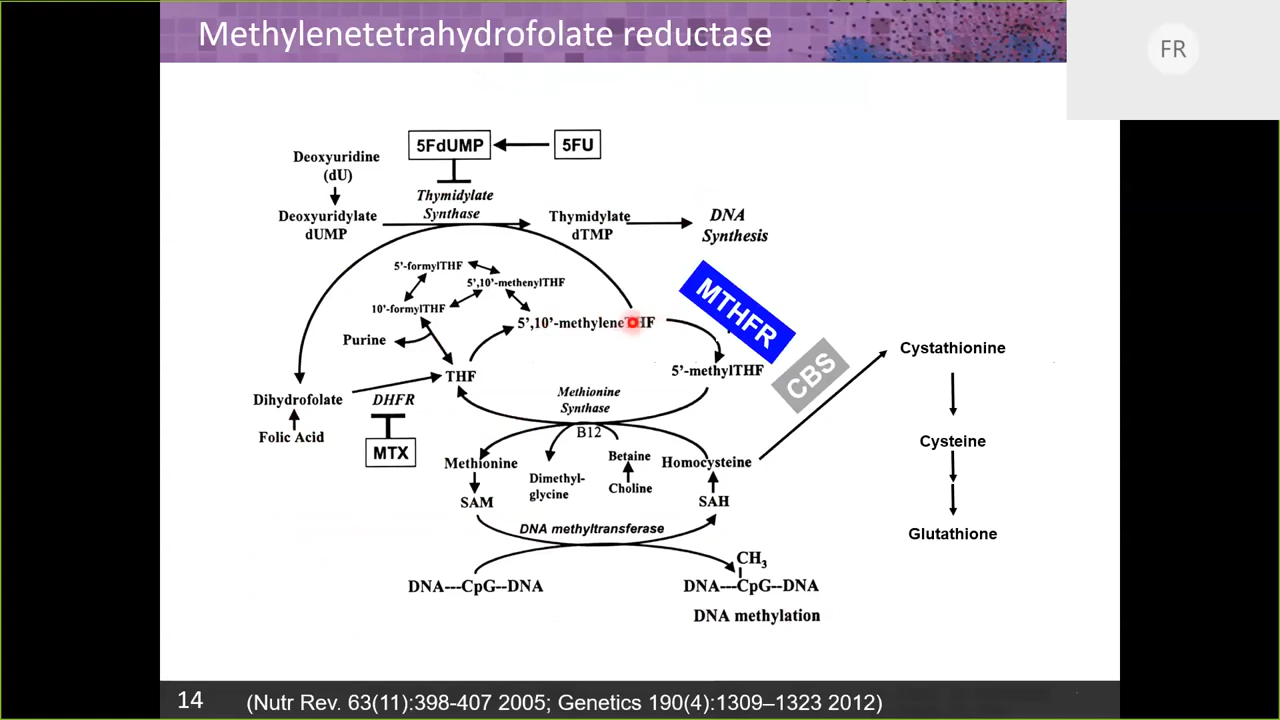 Methylenetetrahydrofolate reductase
FR
5FdUMP
5FU
Deoxyuridine
(dU)
Thymidylate
Synthase
Deoxyuridylate
dUMP
Thymidylate
dTMP
DNA
Synthesis
5'-formylTHF
5',10'-methenylTHF
10'-formylTHF
5',10'-methyleneTHF
MTHFR
Purine
THF
5'-methylTHF
CBS
Cystathionine
Dihydrofolate
DHFR
Methionine
Synthase
Folic Acid
MTX
B12
Methionine
Betaine
Homocysteine
Cysteine
Dimethyl-
glycine
Choline
SAM
SAH
DNA methyltransferase
Glutathione
CH3
DNA---CpG--DNA
DNA---CpG--DNA
DNA methylation
14
(Nutr Rev. 63(11):398-407 2005; Genetics 190(4):1309–1323 2012)